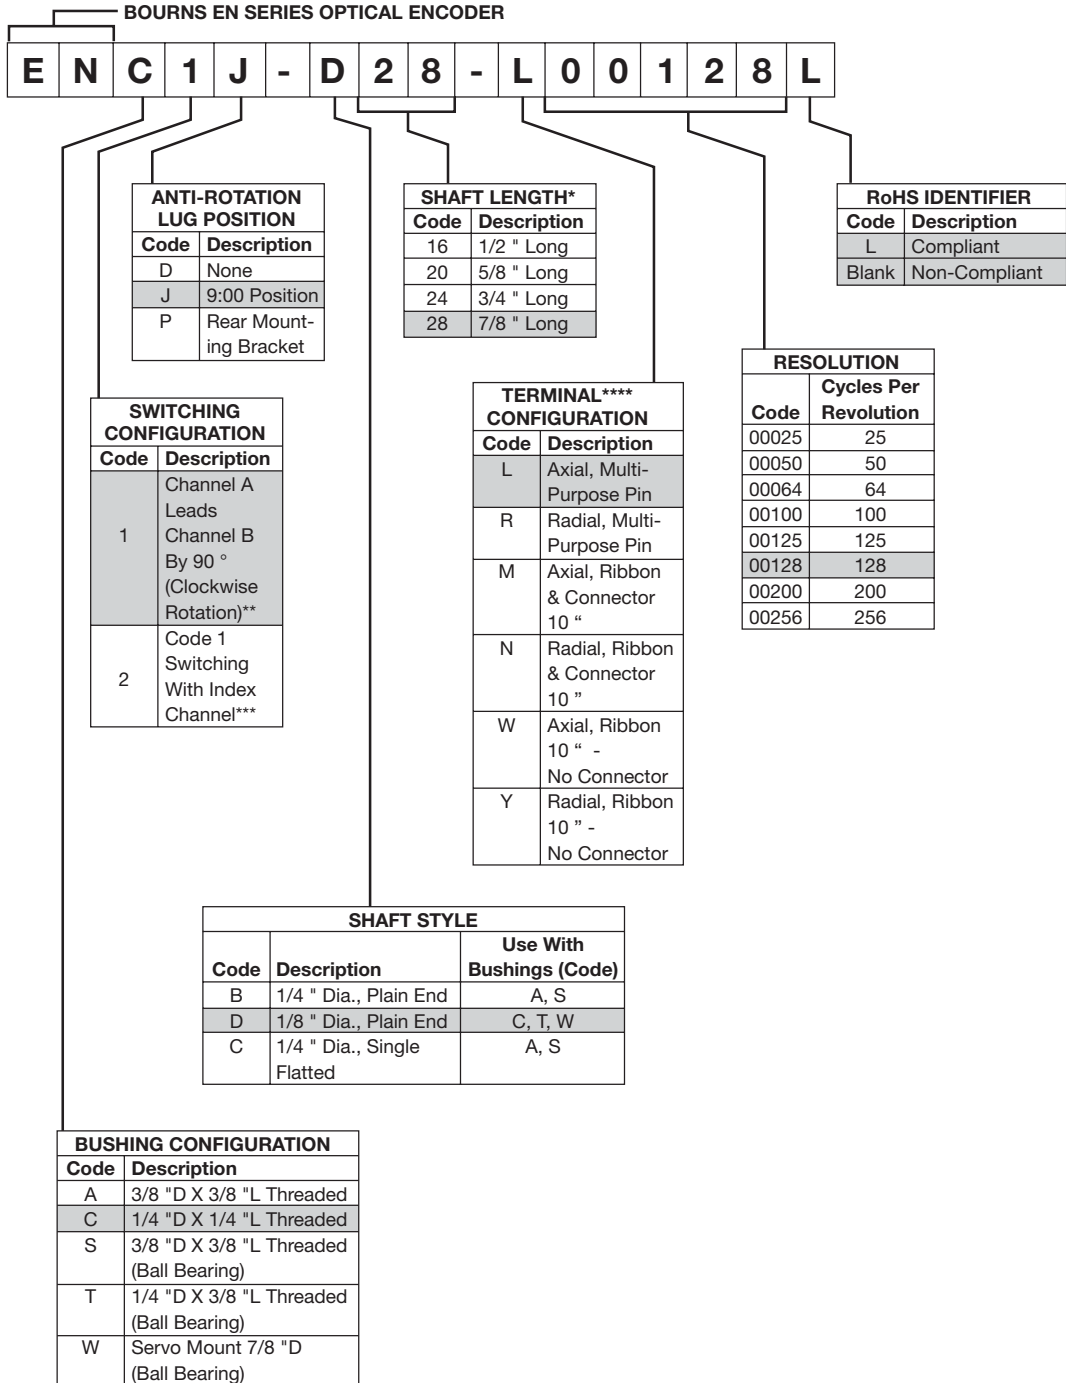 BOURNS EN SERIES OPTICAL ENCODER
E N C 1 J - D 2 8 - L 0 0 1 2 8 L
ANTI-ROTATION
LUG POSITION
Code Description
D None
J 9:00 Position
P Rear Mount-
ing Bracket
SHAFT LENGTH*
Code Description
16 1/2 " Long
20 5/8 " Long
24 3/4 " Long
28 7/8 " Long
RoHS IDENTIFIER
Code Description
L Compliant
Blank Non-Compliant
SWITCHING
CONFIGURATION
Code Description
Channel A
Leads
1 Channel B
By 90 °
(Clockwise
Rotation)**
Code 1
Switching
2 With Index
Channel***
TERMINAL****
CONFIGURATION
Code Description
L Axial, Multi-
Purpose Pin
R Radial, Multi-
Purpose Pin
M Axial, Ribbon
& Connector
10 “
N Radial, Ribbon
& Connector
10 ”
W Axial, Ribbon
10 “ -
No Connector
Y Radial, Ribbon
10 ” -
No Connector
RESOLUTION
Cycles Per
Code Revolution
00025 25
00050 50
00064 64
00100 100
00125 125
00128 128
00200 200
00256 256
SHAFT STYLE
Use With
Code Description Bushings (Code)
B 1/4 " Dia., Plain End A, S
D 1/8 " Dia., Plain End C, T, W
C 1/4 " Dia., Single A, S
Flatted
BUSHING CONFIGURATION
Code Description
A 3/8 "D X 3/8 "L Threaded
C 1/4 "D X 1/4 "L Threaded
S 3/8 "D X 3/8 "L Threaded
(Ball Bearing)
T 1/4 "D X 3/8 "L Threaded
(Ball Bearing)
W Servo Mount 7/8 "D
(Ball Bearing)